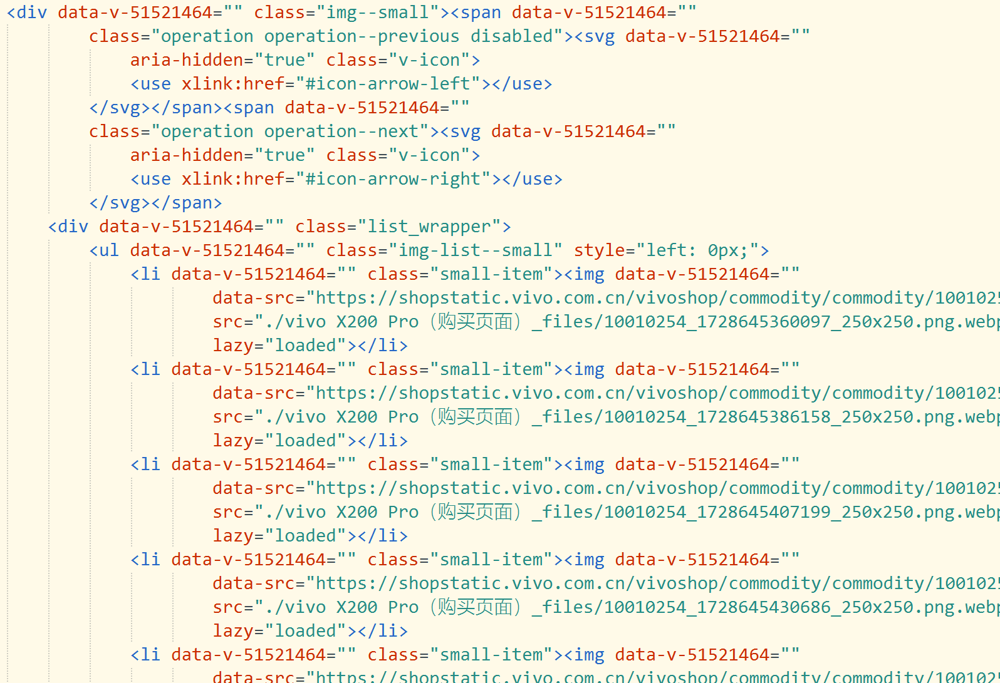 <div data-v-51521464="" class="img--small"><span data-v-51521464=""
class="operation operation--previous disabled"><svg data-v-51521464=""
aria-hidden="true" class="v-icon">
<use xlink:href="#icon-arrow-left"></use>
</svg></span><span data-v-51521464=""
class="operation operation--next"><svg data-v-51521464=""
aria-hidden="true" class="v-icon">
<use xlink:href="#icon-arrow-right"></use>
</svg></span>
<div data-v-51521464="" class="list_wrapper">
<ul data-v-51521464="" class="img-list--small" style="left: 0px;">
<li data-v-51521464="" class="small-item"><img data-v-51521464=""
data-src="https://shopstatic.vivo.com.cn/vivoshop/commodity/commodity/1001025
src="./vivo X200 Pro（购买页面）_files/10010254_1728645360097_250x250.png.webp
lazy="loaded"></li>
<li data-v-51521464="" class="small-item"><img data-v-51521464=""
data-src="https://shopstatic.vivo.com.cn/vivoshop/commodity/commodity/1001025
src="./vivo X200 Pro（购买页面）_files/10010254_1728645386158_250x250.png.webp
lazy="loaded"></li>
<li data-v-51521464="" class="small-item"><img data-v-51521464=""
data-src="https://shopstatic.vivo.com.cn/vivoshop/commodity/commodity/1001025
src="./vivo X200 Pro（购买页面）_files/10010254_1728645407199_250x250.png.webp
lazy="loaded"></li>
<li data-v-51521464="" class="small-item"><img data-v-51521464=""
data-src="https://shopstatic.vivo.com.cn/vivoshop/commodity/commodity/1001025
src="./vivo X200 Pro（购买页面）_files/10010254_1728645430686_250x250.png.webp
lazy="loaded"></li>
<li data-v-51521464="" class="small-item"><img data-v-51521464=""
data-src="https://shopstatic.vivo.com.cn/vivoshop/commodity/commodity/1001025